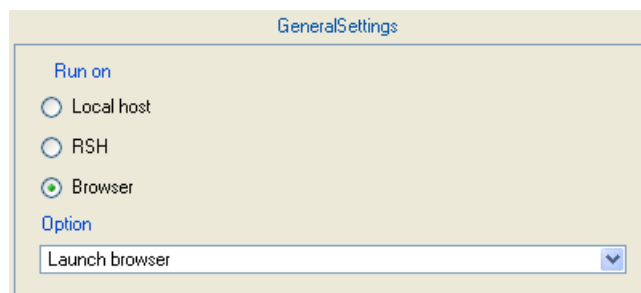 GeneralSettings
Run on
Local host
RSH
Browser
Option
Launch browser